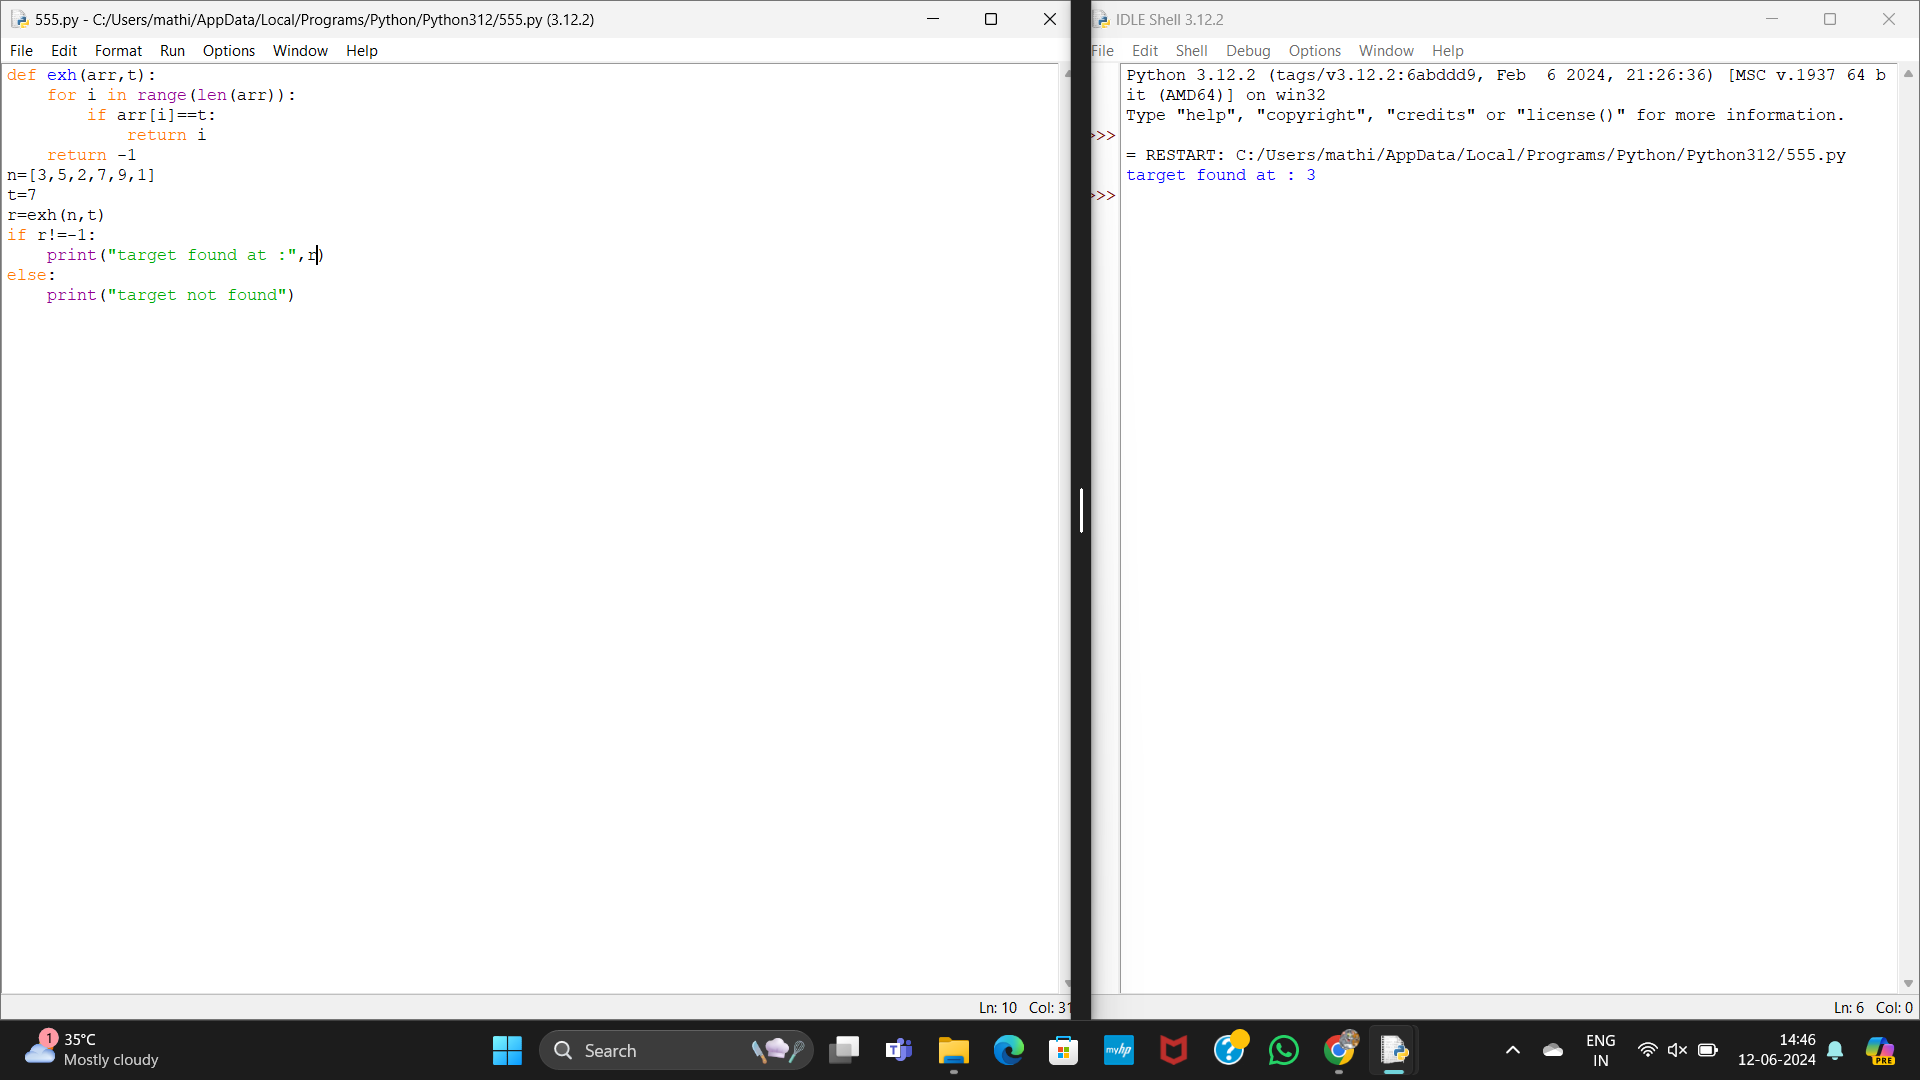 555.py - C:/Users/mathi/AppData/Local/Programs/Python/Python312/555.py (3.12.2)
File Edit Format Run Options Window Help
def exh(arr,t):
    for i in range(len(arr)):
        if arr[i]==t:
            return i
    return -1
n=[3,5,2,7,9,1]
t=7
r=exh(n,t)
if r!=-1:
    print("target found at :",r)
else:
    print("target not found")
Ln: 10 Col: 31
IDLE Shell 3.12.2
File Edit Shell Debug Options Window Help
Python 3.12.2 (tags/v3.12.2:6abddd9, Feb  6 2024, 21:26:36) [MSC v.1937 64 b
it (AMD64)] on win32
Type "help", "copyright", "credits" or "license()" for more information.
>>>
= RESTART: C:/Users/mathi/AppData/Local/Programs/Python/Python312/555.py
target found at : 3
>>>
Ln: 6 Col: 0
1
35°C
Mostly cloudy
Search
myhp
ENG
IN
14:46
12-06-2024
PRE